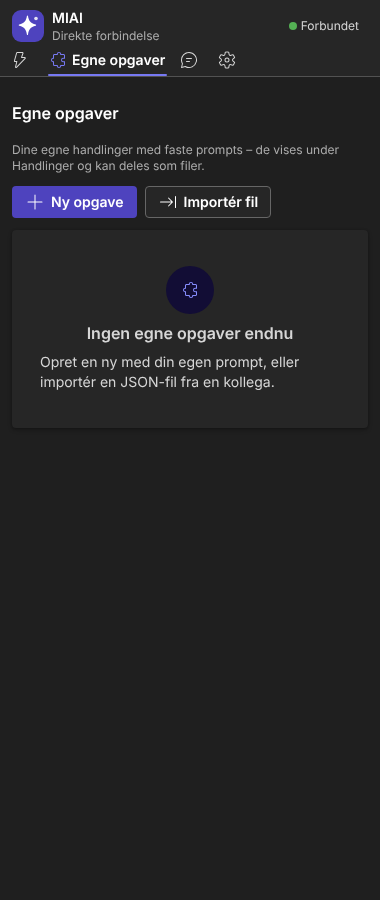 MIAI
Direkte forbindelse
Forbundet
Egne opgaver
Egne opgaver
Dine egne handlinger med faste prompts – de vises under
Handlinger og kan deles som filer.
Ny opgave
Importér fil
Ingen egne opgaver endnu
Opret en ny med din egen prompt, eller
importér en JSON-fil fra en kollega.